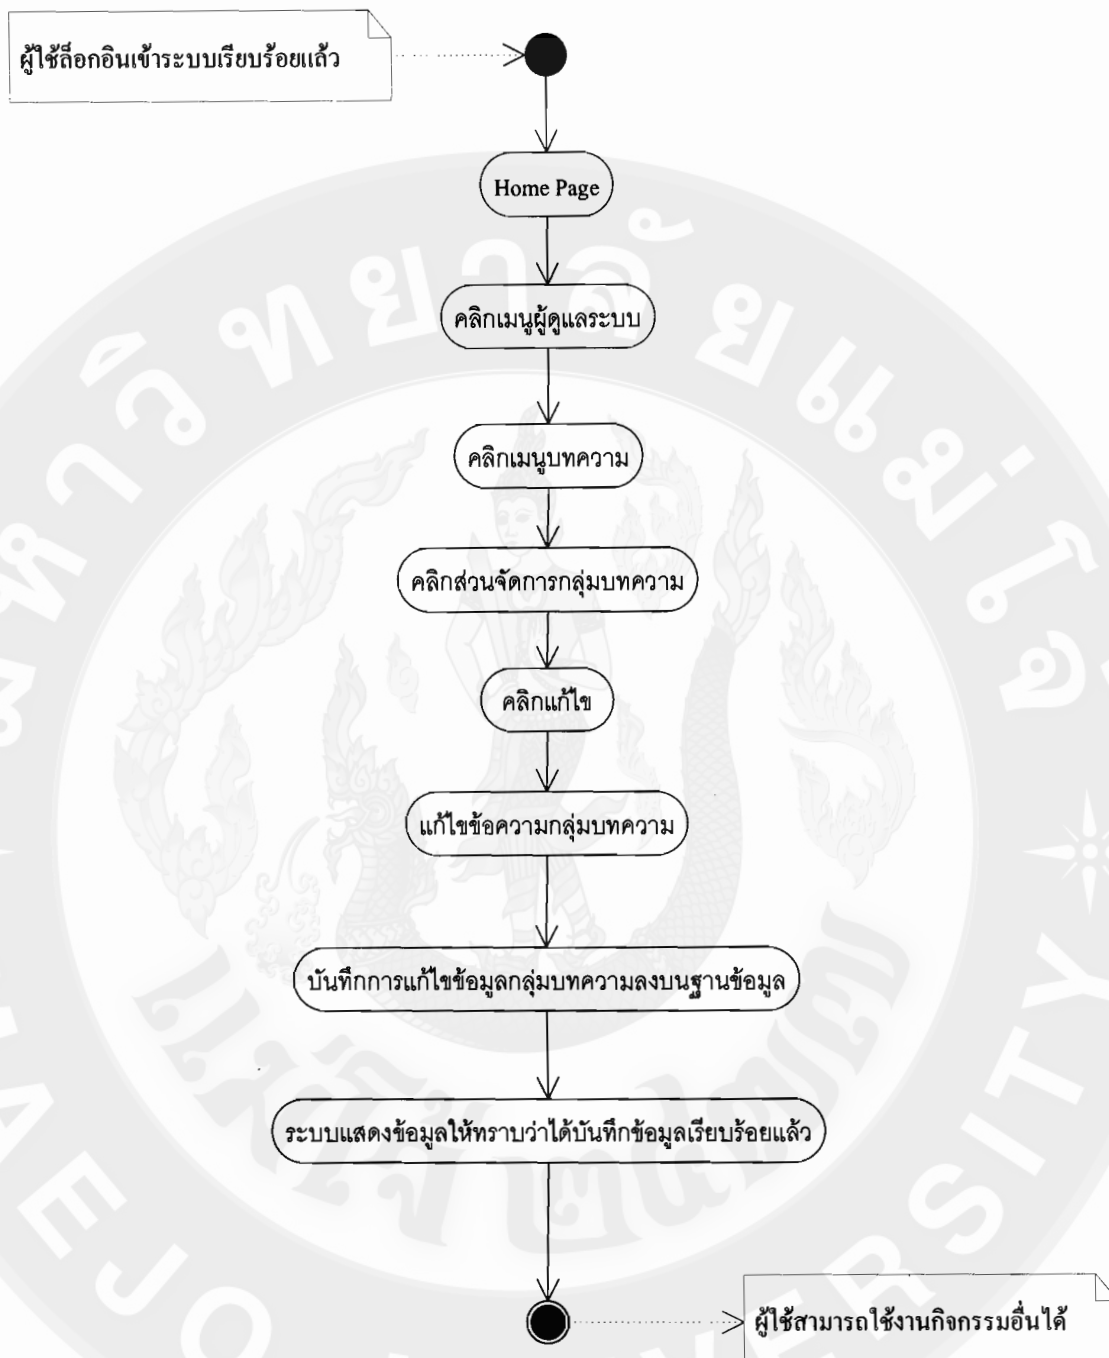 ผู้ใช้ล็อกอินเข้าระบบเรียบร้อยแล้ว
Home Page
คลิกเมนูผู้ดูแลระบบ
คลิกเมนูบทความ
คลิกส่วนจัดการกลุ่มบทความ
คลิกแก้ไข
แก้ไขข้อความกลุ่มบทความ
บันทึกการแก้ไขข้อมูลกลุ่มบทความลงบนฐานข้อมูล
ระบบแสดงข้อมูลให้ทราบว่าได้บันทึกข้อมูลเรียบร้อยแล้ว
ผู้ใช้สามารถใช้งานกิจกรรมอื่นได้